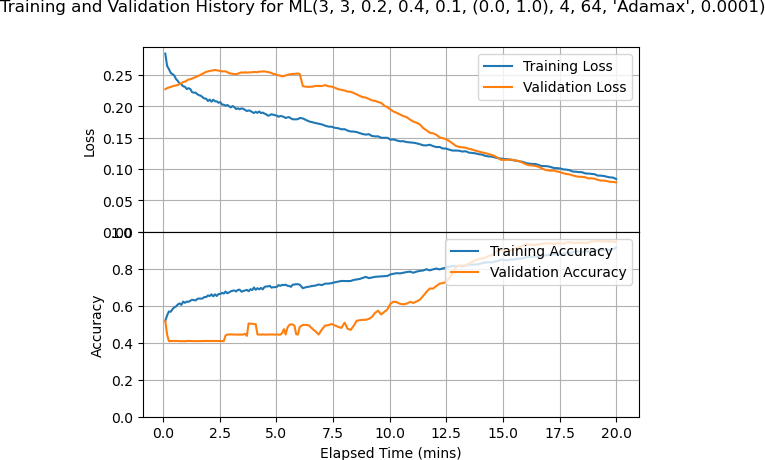 Training and Validation History for ML(3, 3, 0.2, 0.4, 0.1, (0.0, 1.0), 4, 64, 'Adamax', 0.0001)
Training Loss
Validation Loss
0.25
0.20
0.15
0.10
0.05
0.00
Loss
Training Accuracy
Validation Accuracy
1.0
0.8
0.6
0.4
0.2
0.0
Accuracy
0.0 2.5 5.0 7.5 10.0 12.5 15.0 17.5 20.0
Elapsed Time (mins)